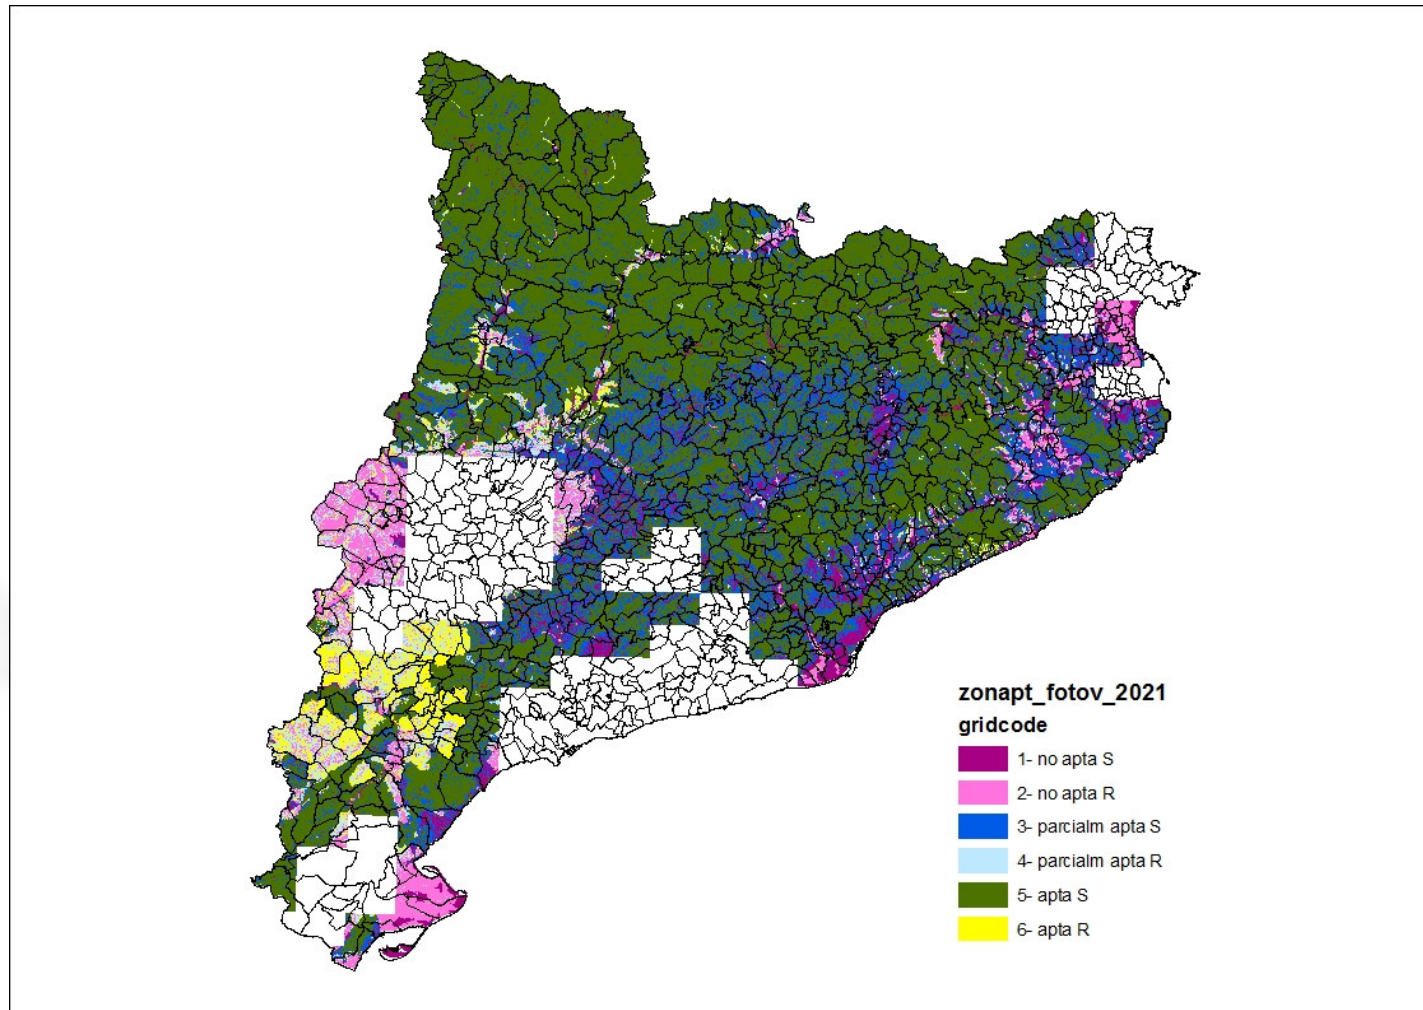 zonapt_fotov_2021
gridcode
1- no apta S
2- no apta R
3- parcialm apta S
4- parcialm apta R
5- apta S
6- apta R